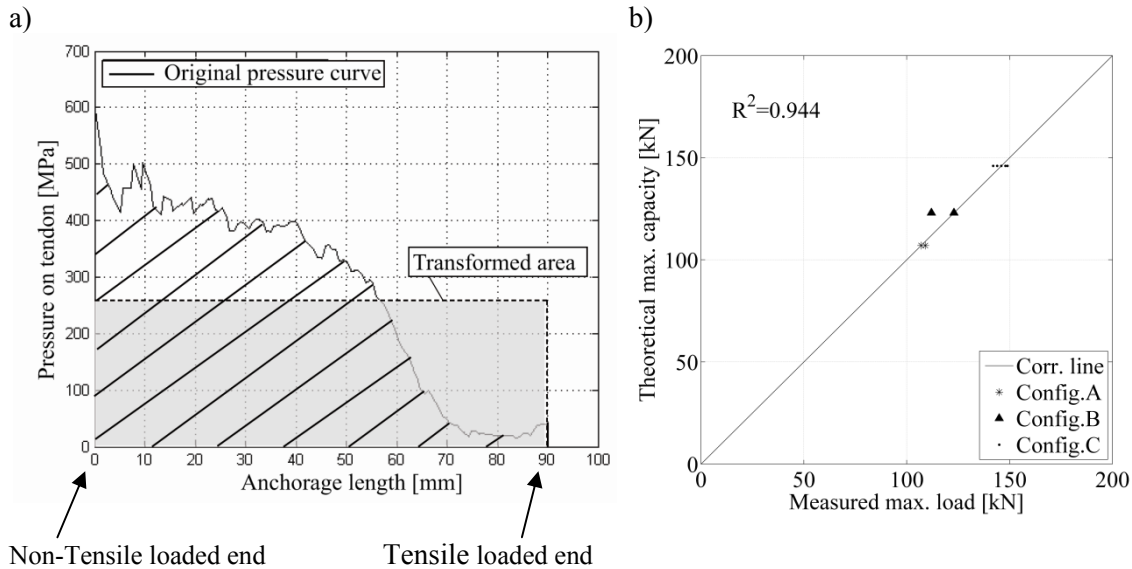 a)
700
600
500
400
300
200
100
0
Pressure on tendon [MPa]
Original pressure curve
Transformed area
0 10 20 30 40 50 60 70 80 90 100
Anchorage length [mm]
Non-Tensile loaded end
Tensile loaded end
b)
200
150
100
50
0
Theoretical max. capacity [kN]
R²=0.944
Corr. line
Config.A
Config.B
Config.C
0 50 100 150 200
Measured max. load [kN]